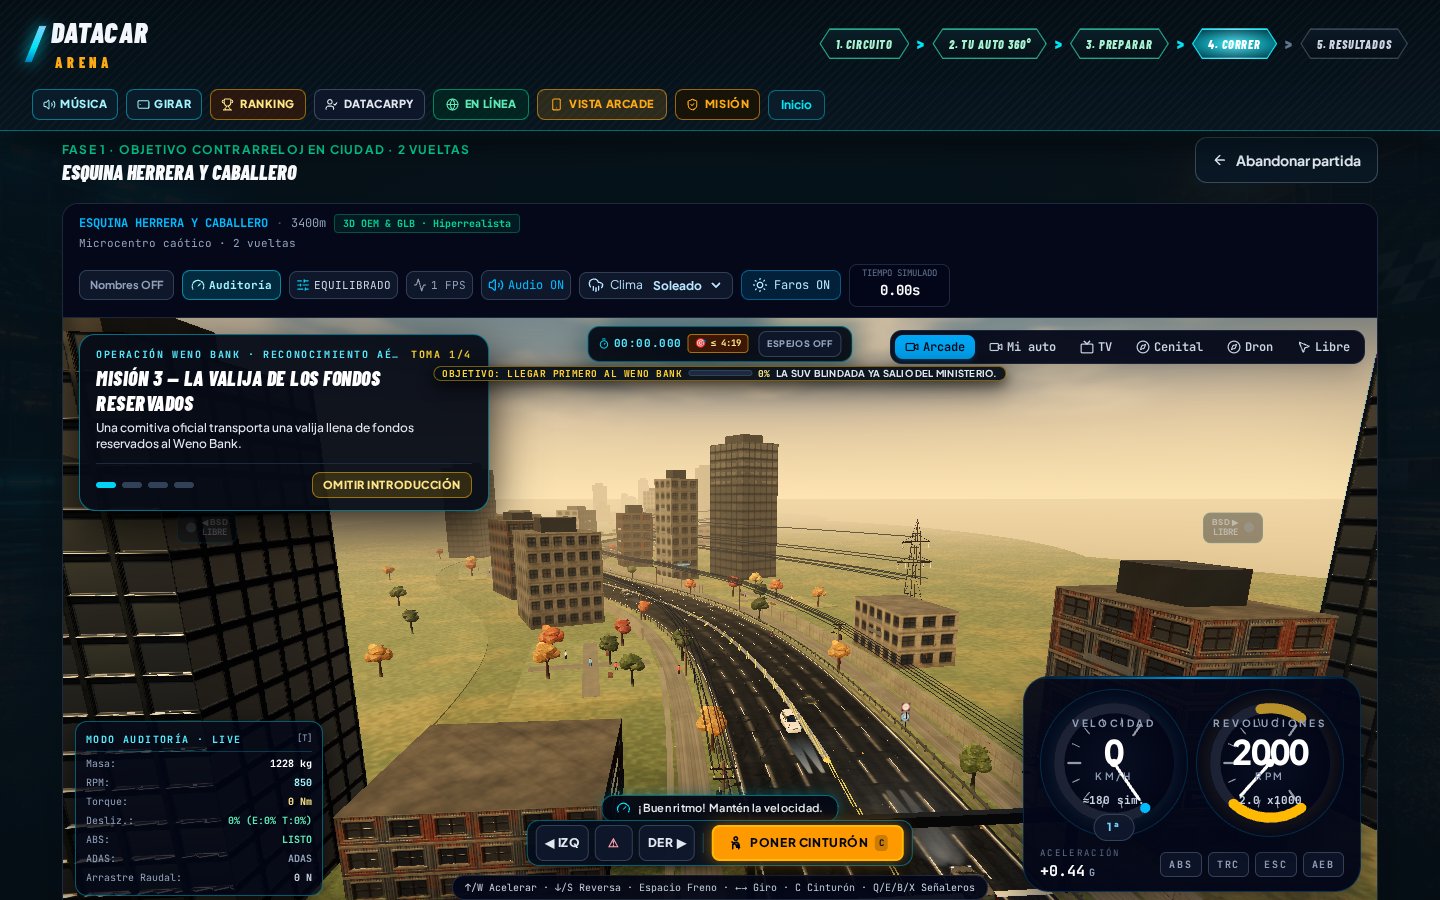 DATACAR
ARENA
1. CIRCUITO > 2. TU AUTO 360° > 3. PREPARAR > 4. CORRER > 5. RESULTADOS
MÚSICA GIRAR RANKING DATACARPY EN LÍNEA VISTA ARCADE MISIÓN Inicio
FASE 1 · OBJETIVO CONTRARRELOJ EN CIUDAD · 2 VUELTAS
ESQUINA HERRERA Y CABALLERO
← Abandonar partida
ESQUINA HERRERA Y CABALLERO · 3400m 3D OEM & GLB · Hiperrealista
Microcentro caótico · 2 vueltas
Nombres OFF Auditoría EQUILIBRADO 1 FPS Audio ON Clima Soleado Faros ON
TIEMPO SIMULADO
0.00s
OPERACIÓN WENO BANK · RECONOCIMIENTO AÉ… TOMA 1/4
MISIÓN 3 — LA VALIJA DE LOS FONDOS
RESERVADOS
Una comitiva oficial transporta una valija llena de fondos
reservados al Weno Bank.
OMITIR INTRODUCCIÓN
00:00.000 🎯 ≤ 4:19 ESPEJOS OFF
OBJETIVO: LLEGAR PRIMERO AL WENO BANK 0% LA SUV BLINDADA YA SALIO DEL MINISTERIO.
Arcade Mi auto TV Cenital Dron Libre
◀ BSD
LIBRE
BSD ▶
LIBRE
MODO AUDITORÍA · LIVE [T]
Masa: 1228 kg
RPM: 850
Torque: 0 Nm
Desliz.: 0% (E:0% T:0%)
ABS: LISTO
ADAS: ADAS
Arrastre Raudal: 0 N
¡Buen ritmo! Mantén la velocidad.
◀ IZQ ⚠ DER ▶ PONER CINTURÓN C
↑/W Acelerar · ↓/S Reversa · Espacio Freno · ←→ Giro · C Cinturón · Q/E/B/X Señaleros
VELOCIDAD
0
KM/H
≈180 sim.
1ª
REVOLUCIONES
2000
RPM
2.0 x1000
ACELERACIÓN
+0.44 G
ABS TRC ESC AEB